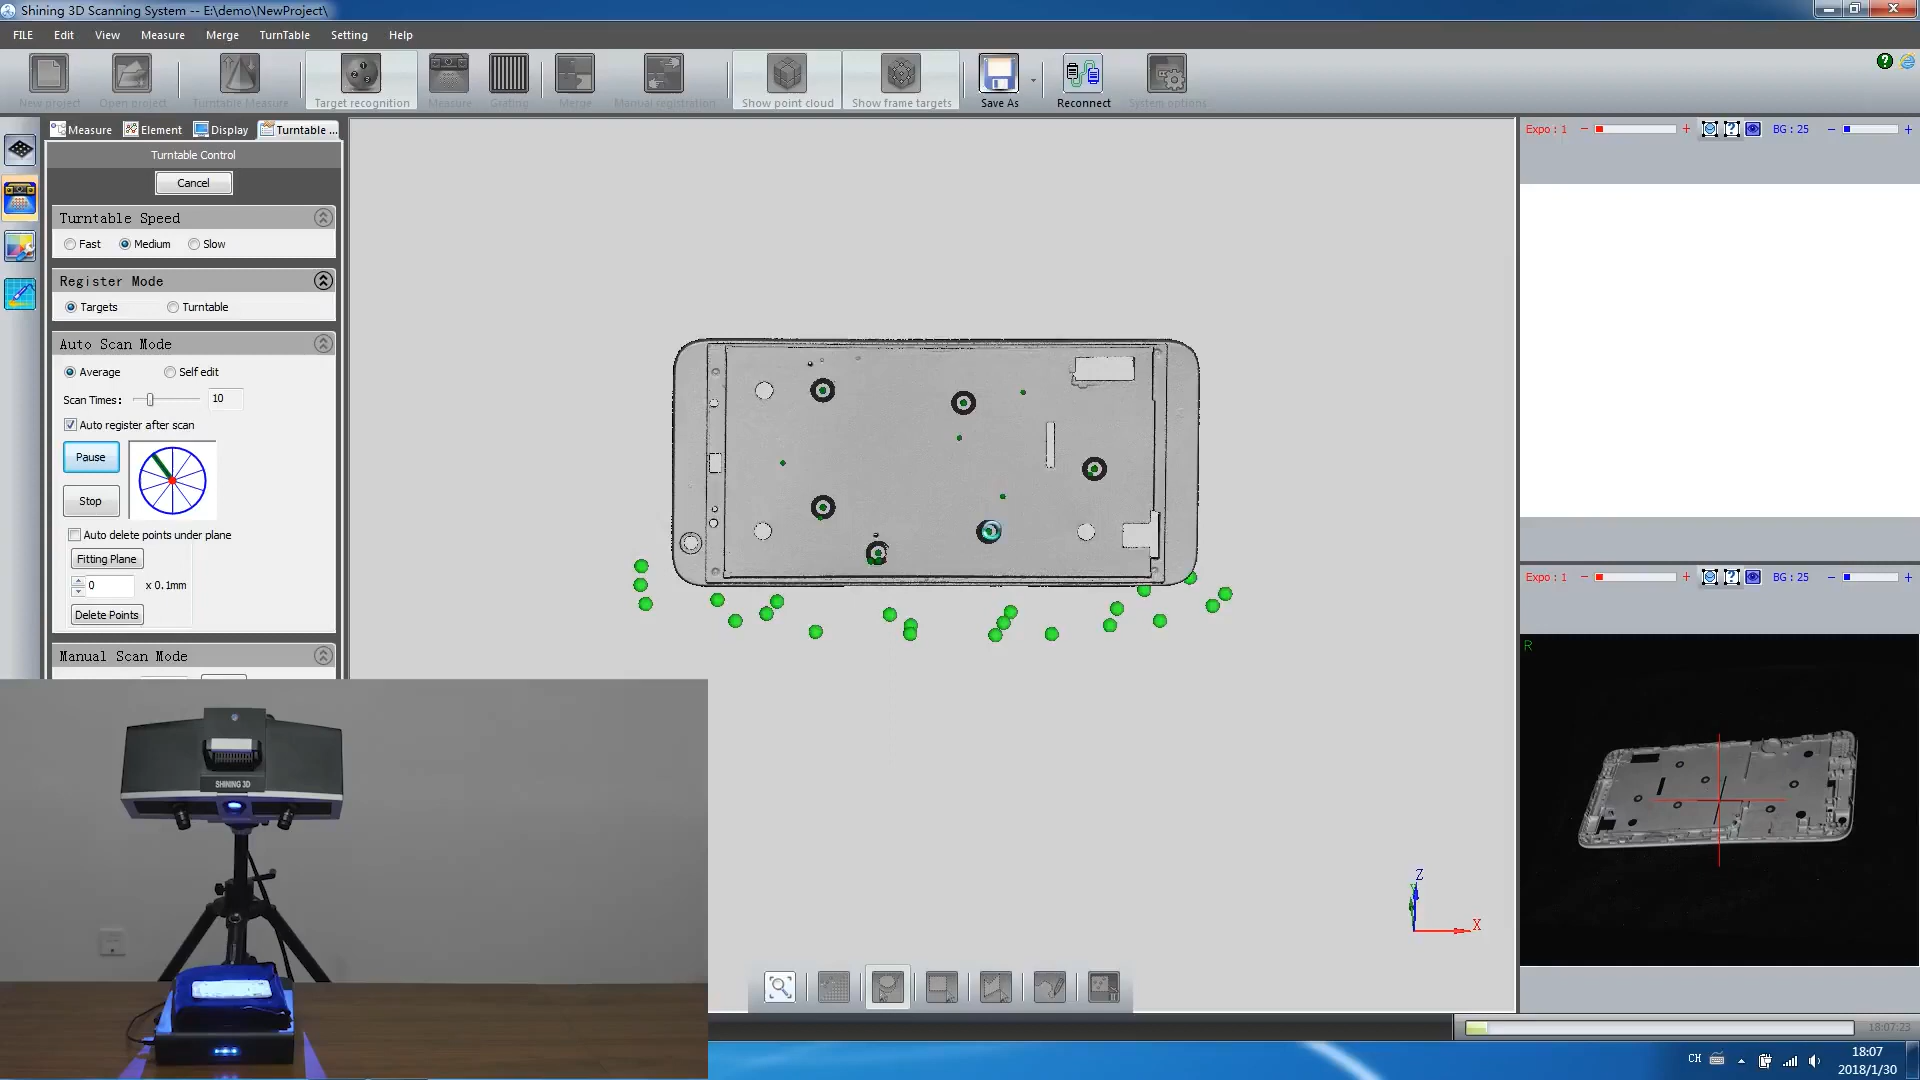 Shining 3D Scanning System -- E:\demo\NewProject\
FILE Edit View Measure Merge TurnTable Setting Help
New project Open project Turntable Measure Target recognition Measure Grating Merge Manual registration Show point cloud Show frame targets Save As Reconnect System options
Measure Element Display Turntable ...
Turntable Control
Cancel
Turntable Speed
Fast Medium Slow
Register Mode
Targets Turntable
Auto Scan Mode
Average Self edit
Scan Times: 10
Auto register after scan
Pause
Stop
Auto delete points under plane
Fitting Plane
0 x 0.1mm
Delete Points
Manual Scan Mode
SHINING 3D
Z
X
Expo : 1 BG : 25
Expo : 1 BG : 25
R
18:07:23
CH
18:07
2018/1/30